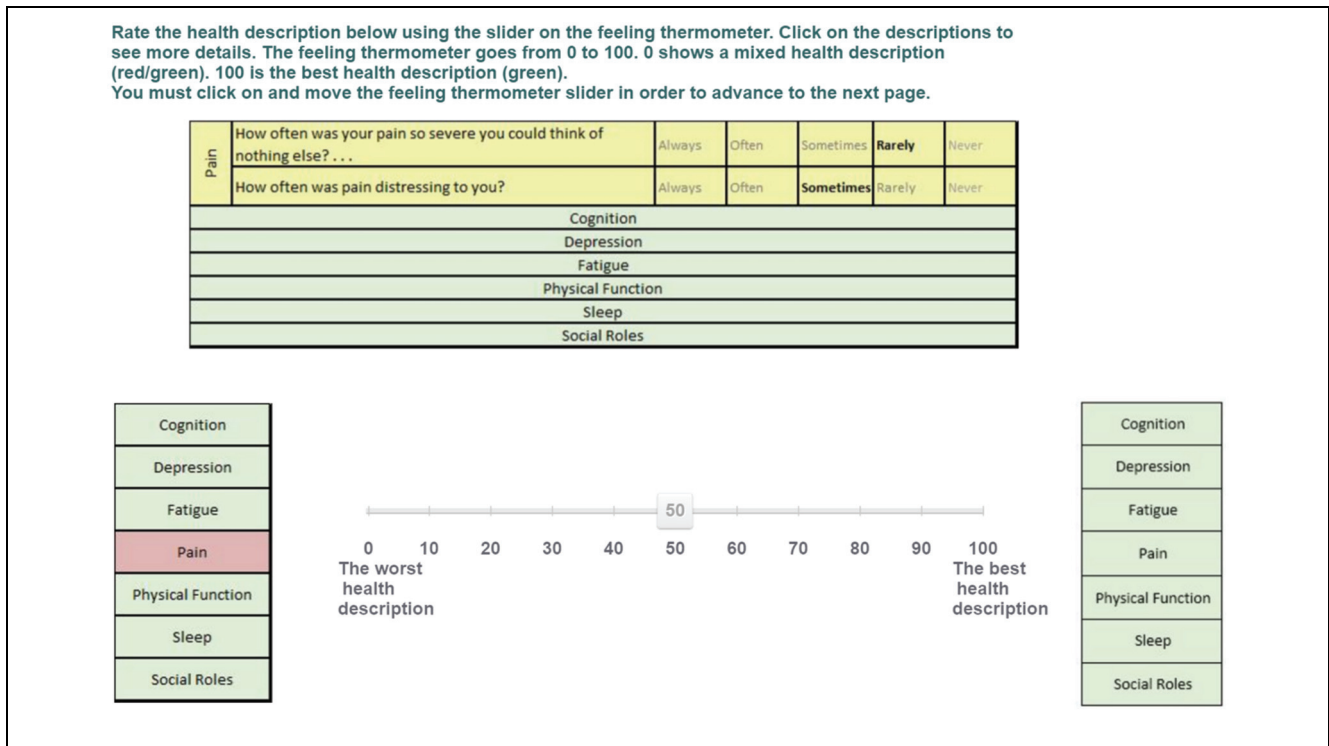 Rate the health description below using the slider on the feeling thermometer. Click on the descriptions to
see more details. The feeling thermometer goes from 0 to 100. 0 shows a mixed health description
(red/green). 100 is the best health description (green).
You must click on and move the feeling thermometer slider in order to advance to the next page.
Pain
How often was your pain so severe you could think of
nothing else? . . .
Always Often Sometimes Rarely Never
How often was pain distressing to you? Always Often Sometimes Rarely Never
Cognition
Depression
Fatigue
Physical Function
Sleep
Social Roles
Cognition
Depression
Fatigue
Pain
Physical Function
Sleep
Social Roles
50
0 10 20 30 40 50 60 70 80 90 100
The worst
health
description
The best
health
description
Cognition
Depression
Fatigue
Pain
Physical Function
Sleep
Social Roles